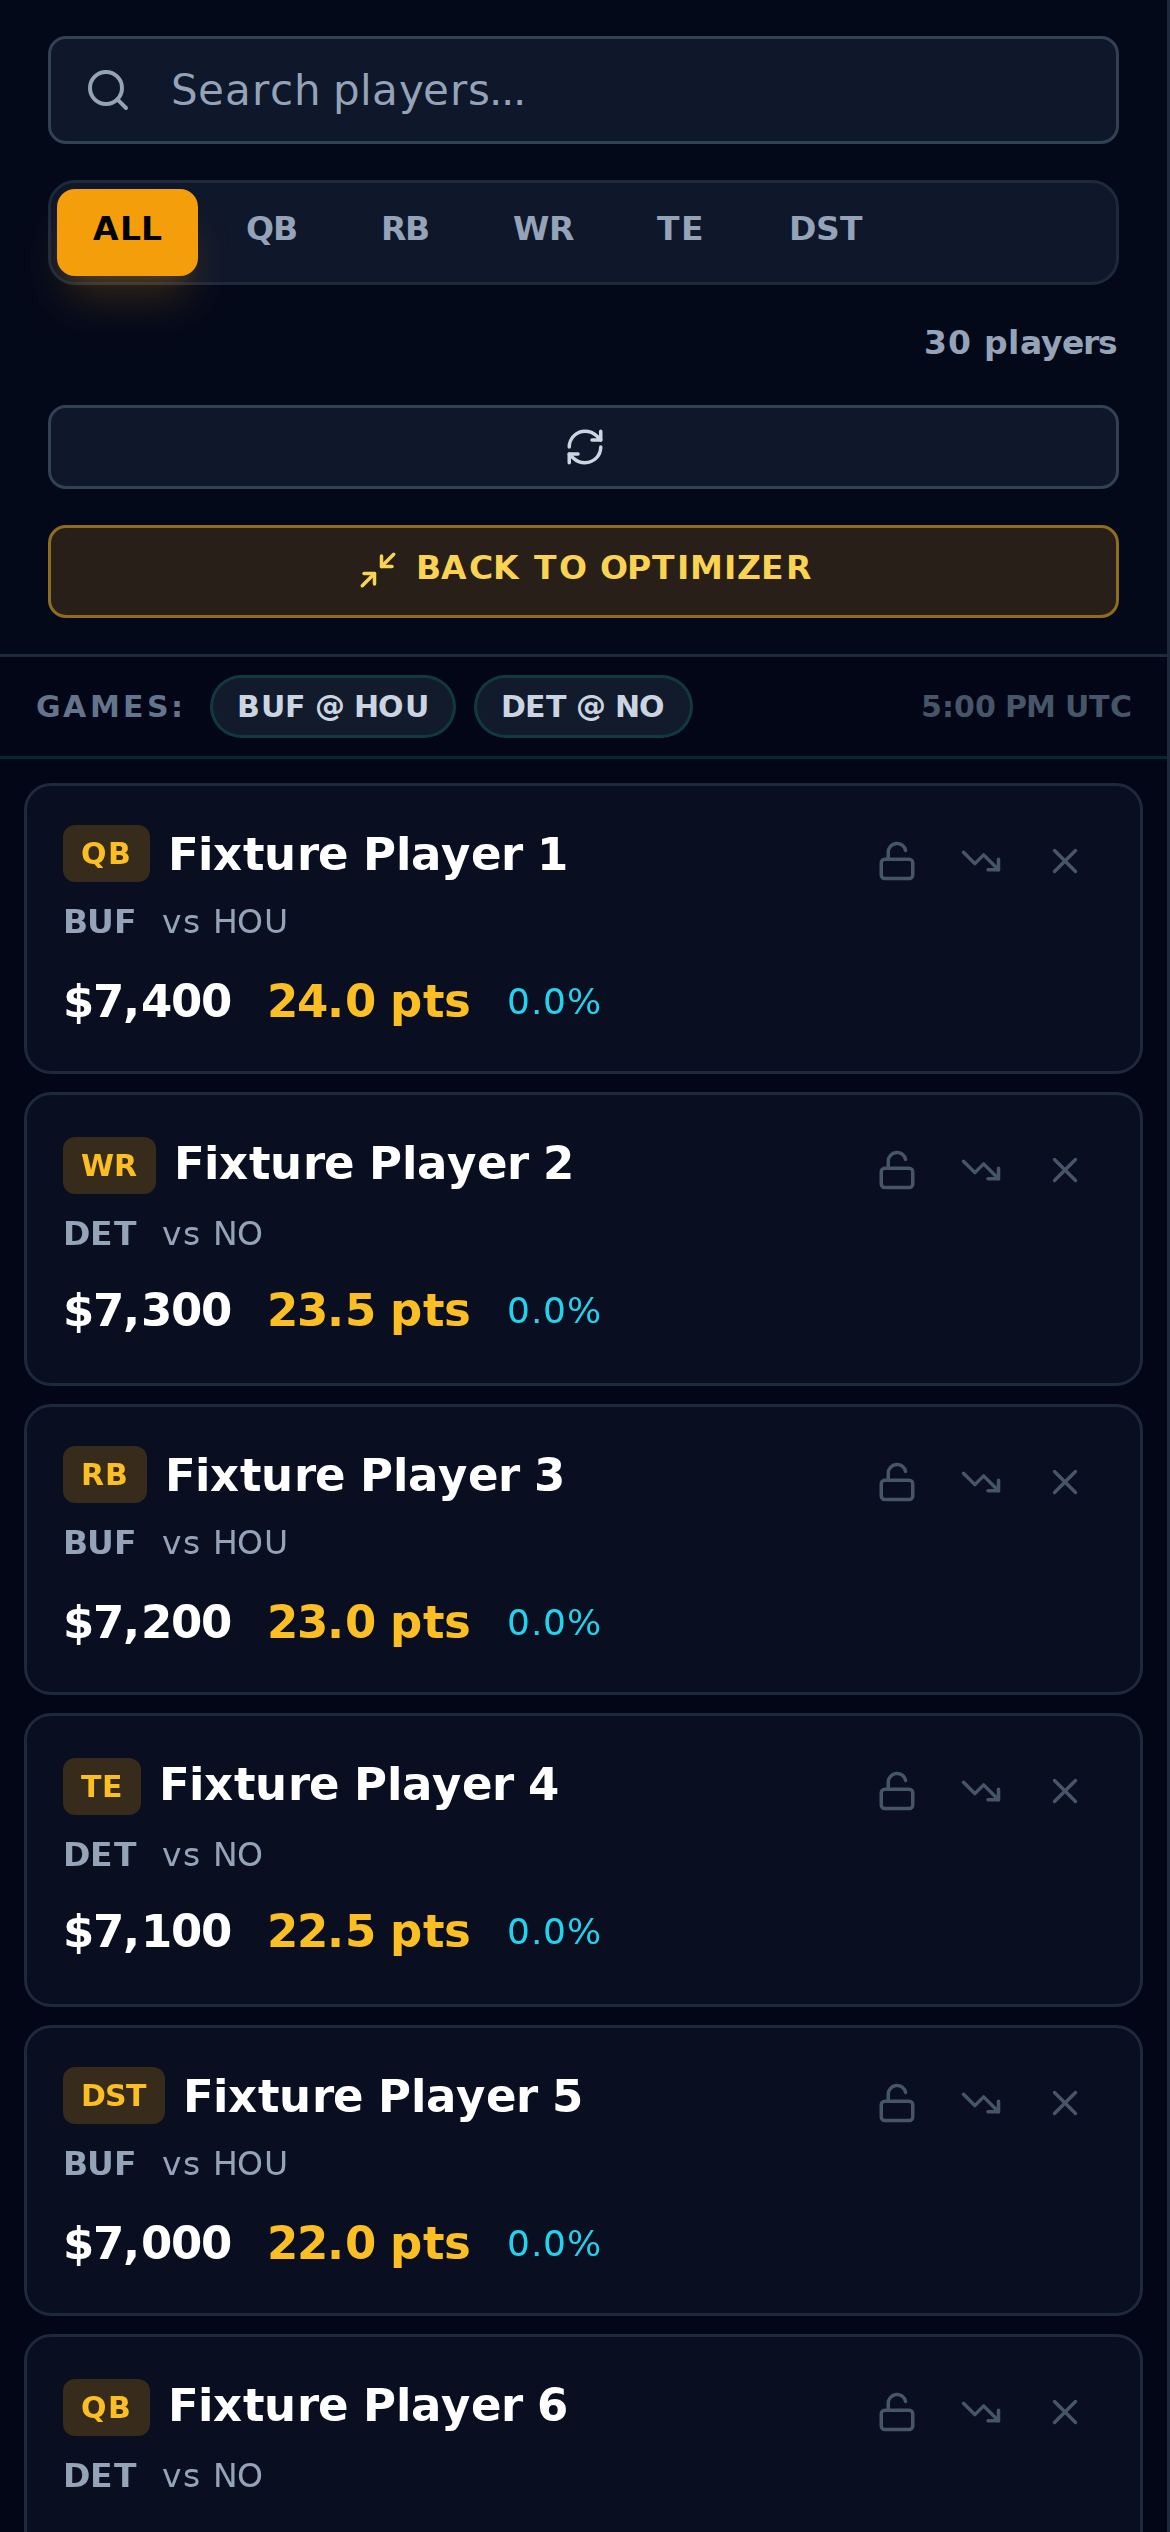 Search players...
ALL QB RB WR TE DST
30 players
BACK TO OPTIMIZER
GAMES: BUF @ HOU DET @ NO 5:00 PM UTC
QB Fixture Player 1
BUF vs HOU
$7,400 24.0 pts 0.0%
WR Fixture Player 2
DET vs NO
$7,300 23.5 pts 0.0%
RB Fixture Player 3
BUF vs HOU
$7,200 23.0 pts 0.0%
TE Fixture Player 4
DET vs NO
$7,100 22.5 pts 0.0%
DST Fixture Player 5
BUF vs HOU
$7,000 22.0 pts 0.0%
QB Fixture Player 6
DET vs NO